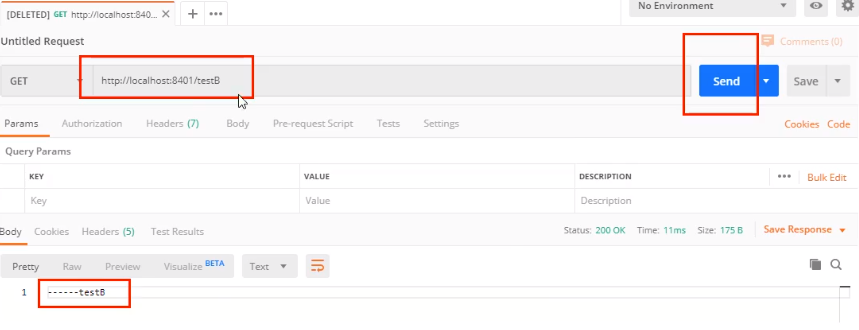 [DELETED] GET http://localhost:840... × + ••• No Environment
Untitled Request Comments (0)
GET http://localhost:8401/testB Send Save
Params Authorization Headers (7) Body Pre-request Script Tests Settings Cookies Code
Query Params
KEY VALUE DESCRIPTION ••• Bulk Edit
Key Value Description
Body Cookies Headers (5) Test Results Status: 200 OK Time: 11ms Size: 175 B Save Response
Pretty Raw Preview Visualize BETA Text
1 ------testB